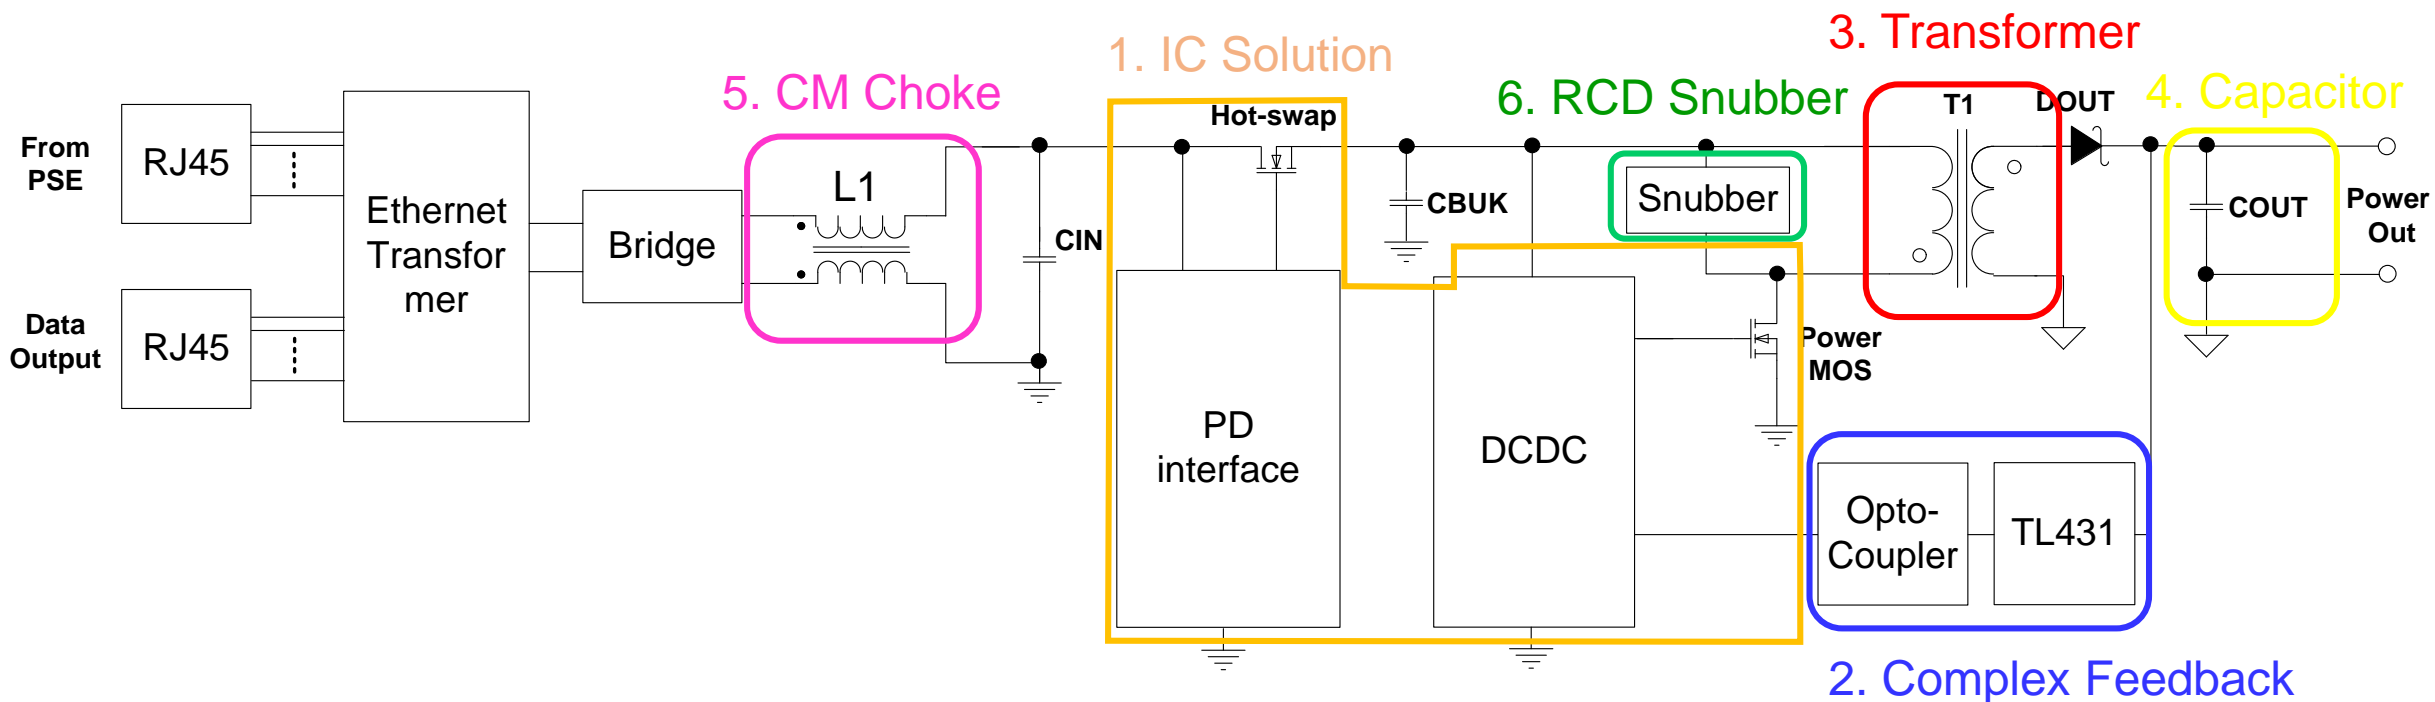 3. Transformer
1. IC Solution
5. CM Choke
6. RCD Snubber
4. Capacitor
T1
DOUT
Hot-swap
From
PSE
RJ45
L1
Snubber
CBUK
COUT
Power
Out
Ethernet
Transfor
mer
Bridge
CIN
Data
Output
RJ45
Power
MOS
PD
interface
DCDC
Opto-
Coupler
TL431
2. Complex Feedback